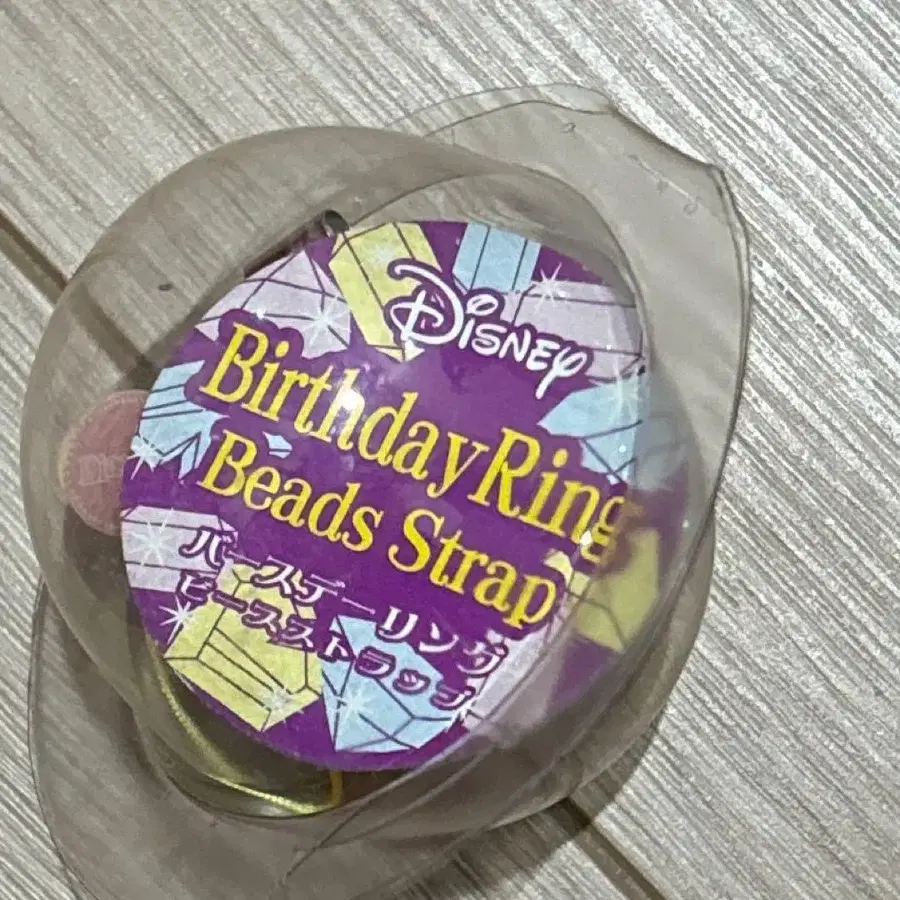 Disney
Birthday Ring
Beads Strap
バースデーリング
ビーズストラップ